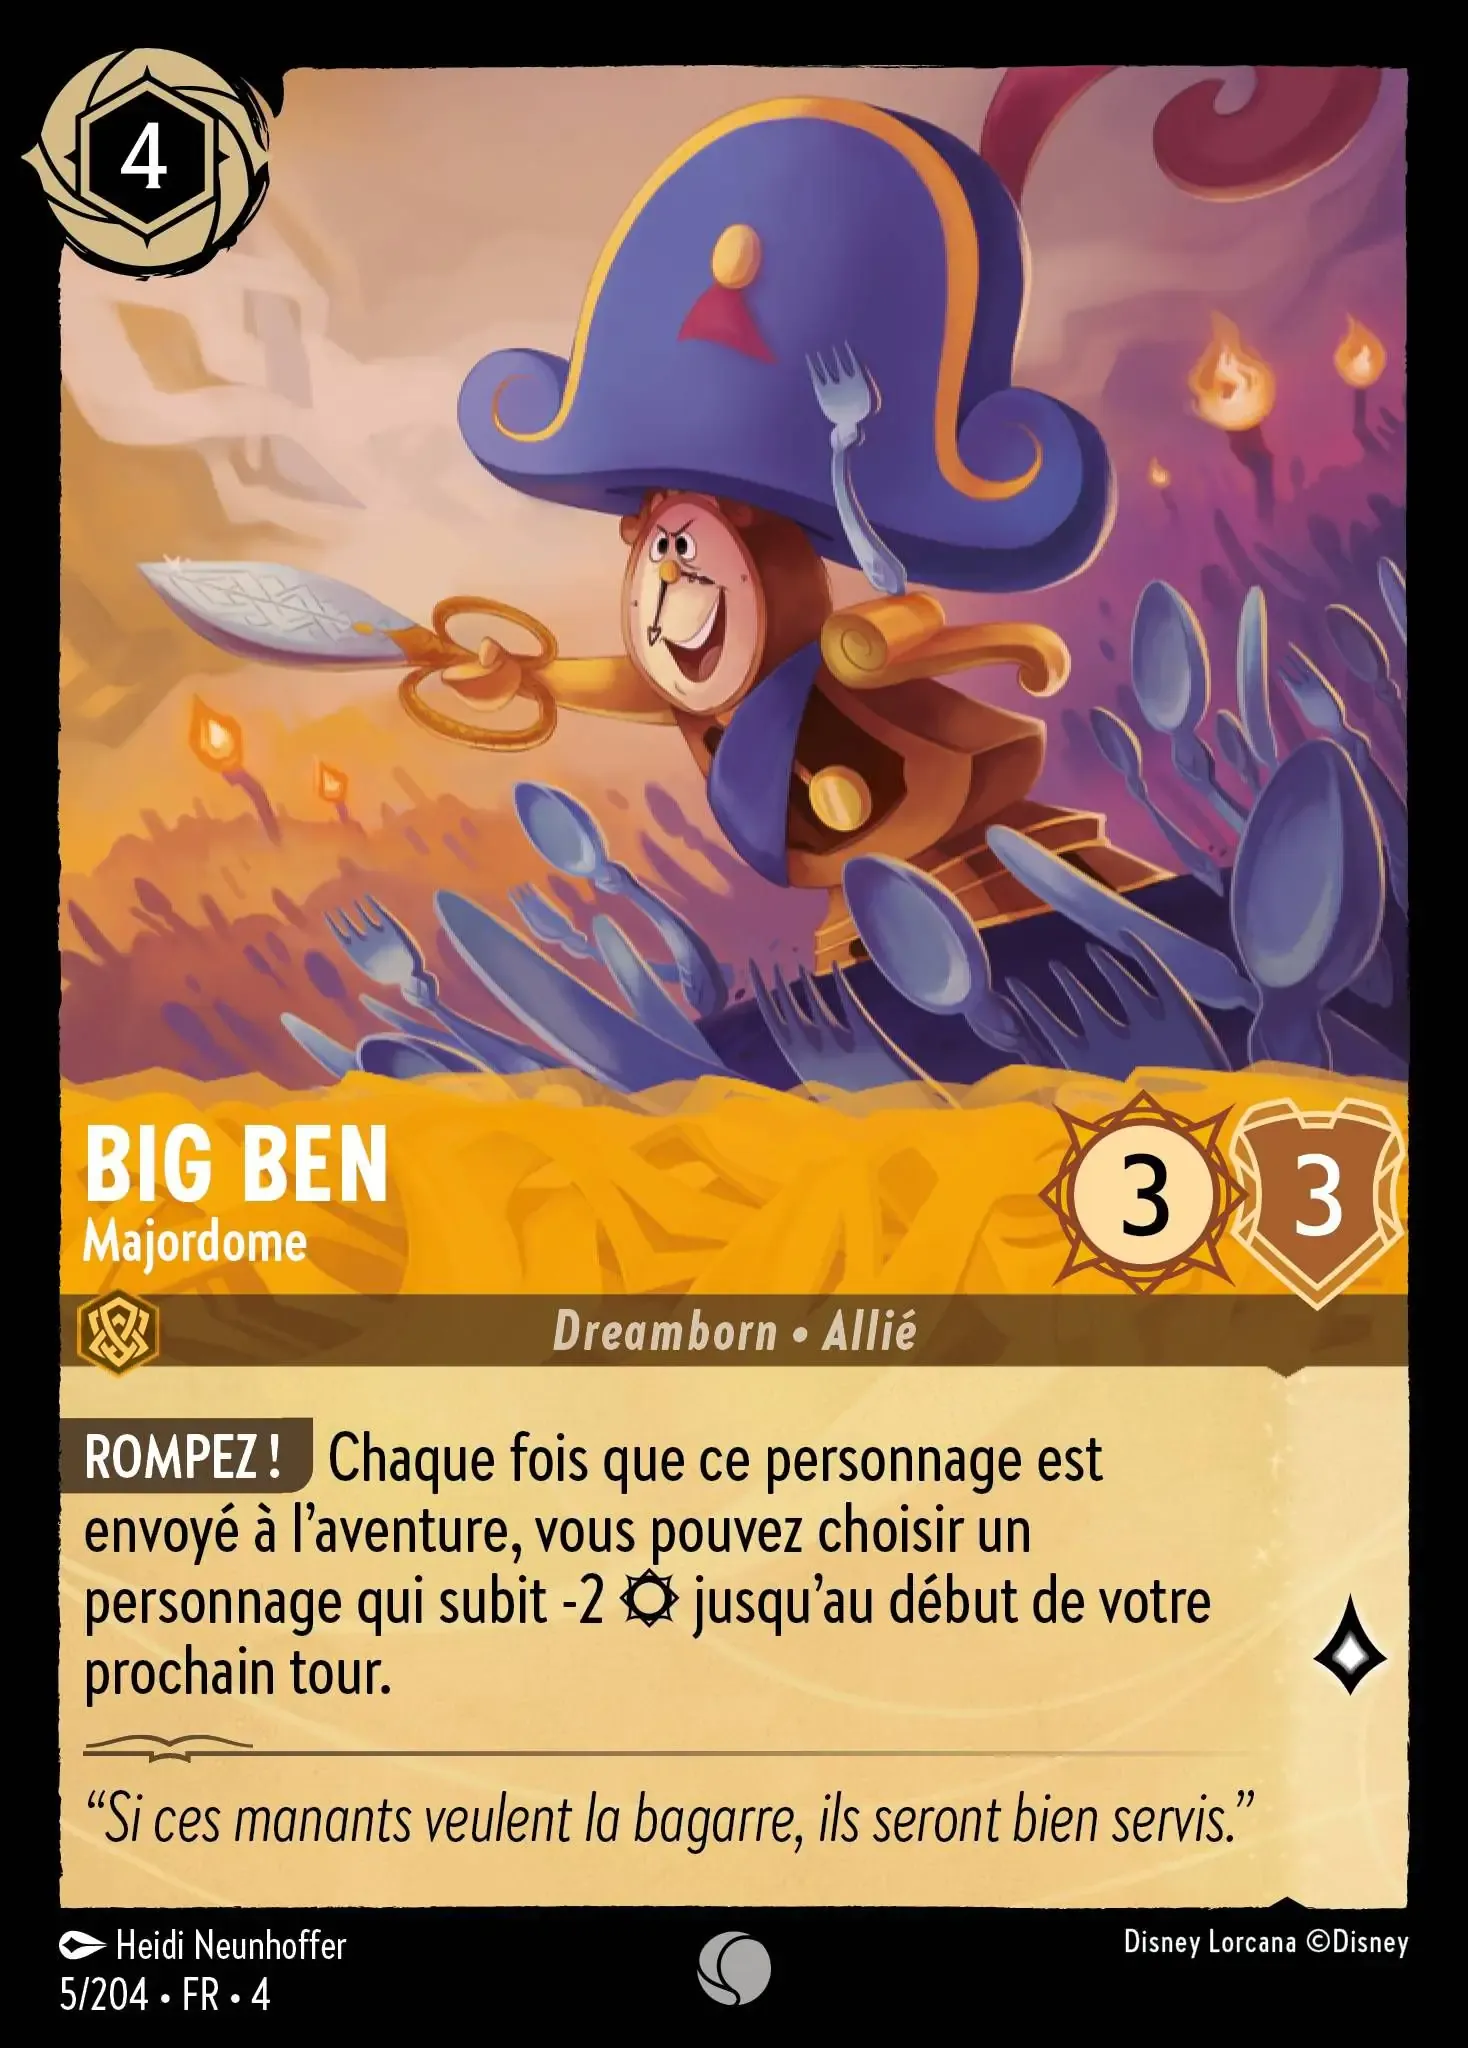 4
BIG BEN
Majordome
3
3
Dreamborn • Allié
ROMPEZ ! Chaque fois que ce personnage est
envoyé à l'aventure, vous pouvez choisir un
personnage qui subit -2 jusqu'au début de votre
prochain tour.
“Si ces manants veulent la bagarre, ils seront bien servis.”
Heidi Neunhoffer
Disney Lorcana ©Disney
5/204 • FR • 4